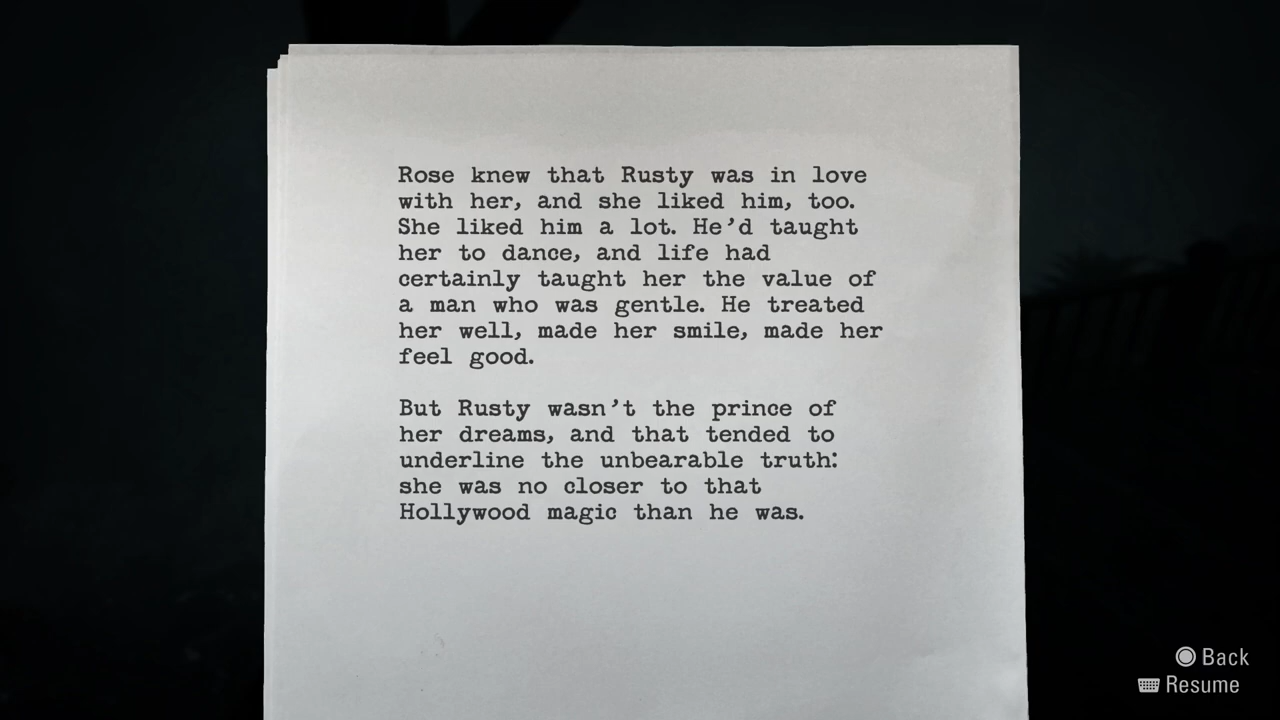 Rose knew that Rusty was in love
with her, and she liked him, too.
She liked him a lot. He’d taught
her to dance, and life had
certainly taught her the value of
a man who was gentle. He treated
her well, made her smile, made her
feel good.
But Rusty wasn’t the prince of
her dreams, and that tended to
underline the unbearable truth:
she was no closer to that
Hollywood magic than he was.
Back
Resume